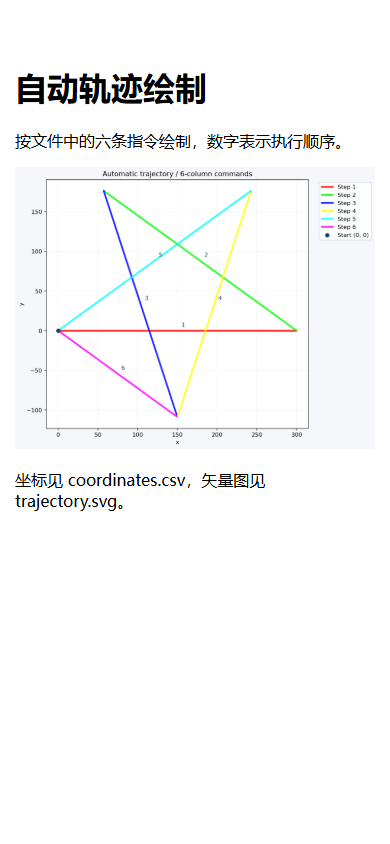 自动轨迹绘制
按文件中的六条指令绘制，数字表示执行顺序。
Automatic trajectory / 6-column commands
Step 1
Step 2
Step 3
Step 4
Step 5
Step 6
Start (0, 0)
150
100
50
0
−50
−100
y
5
2
3
4
1
6
0
50
100
150
200
250
300
x
坐标见 coordinates.csv，矢量图见
trajectory.svg。